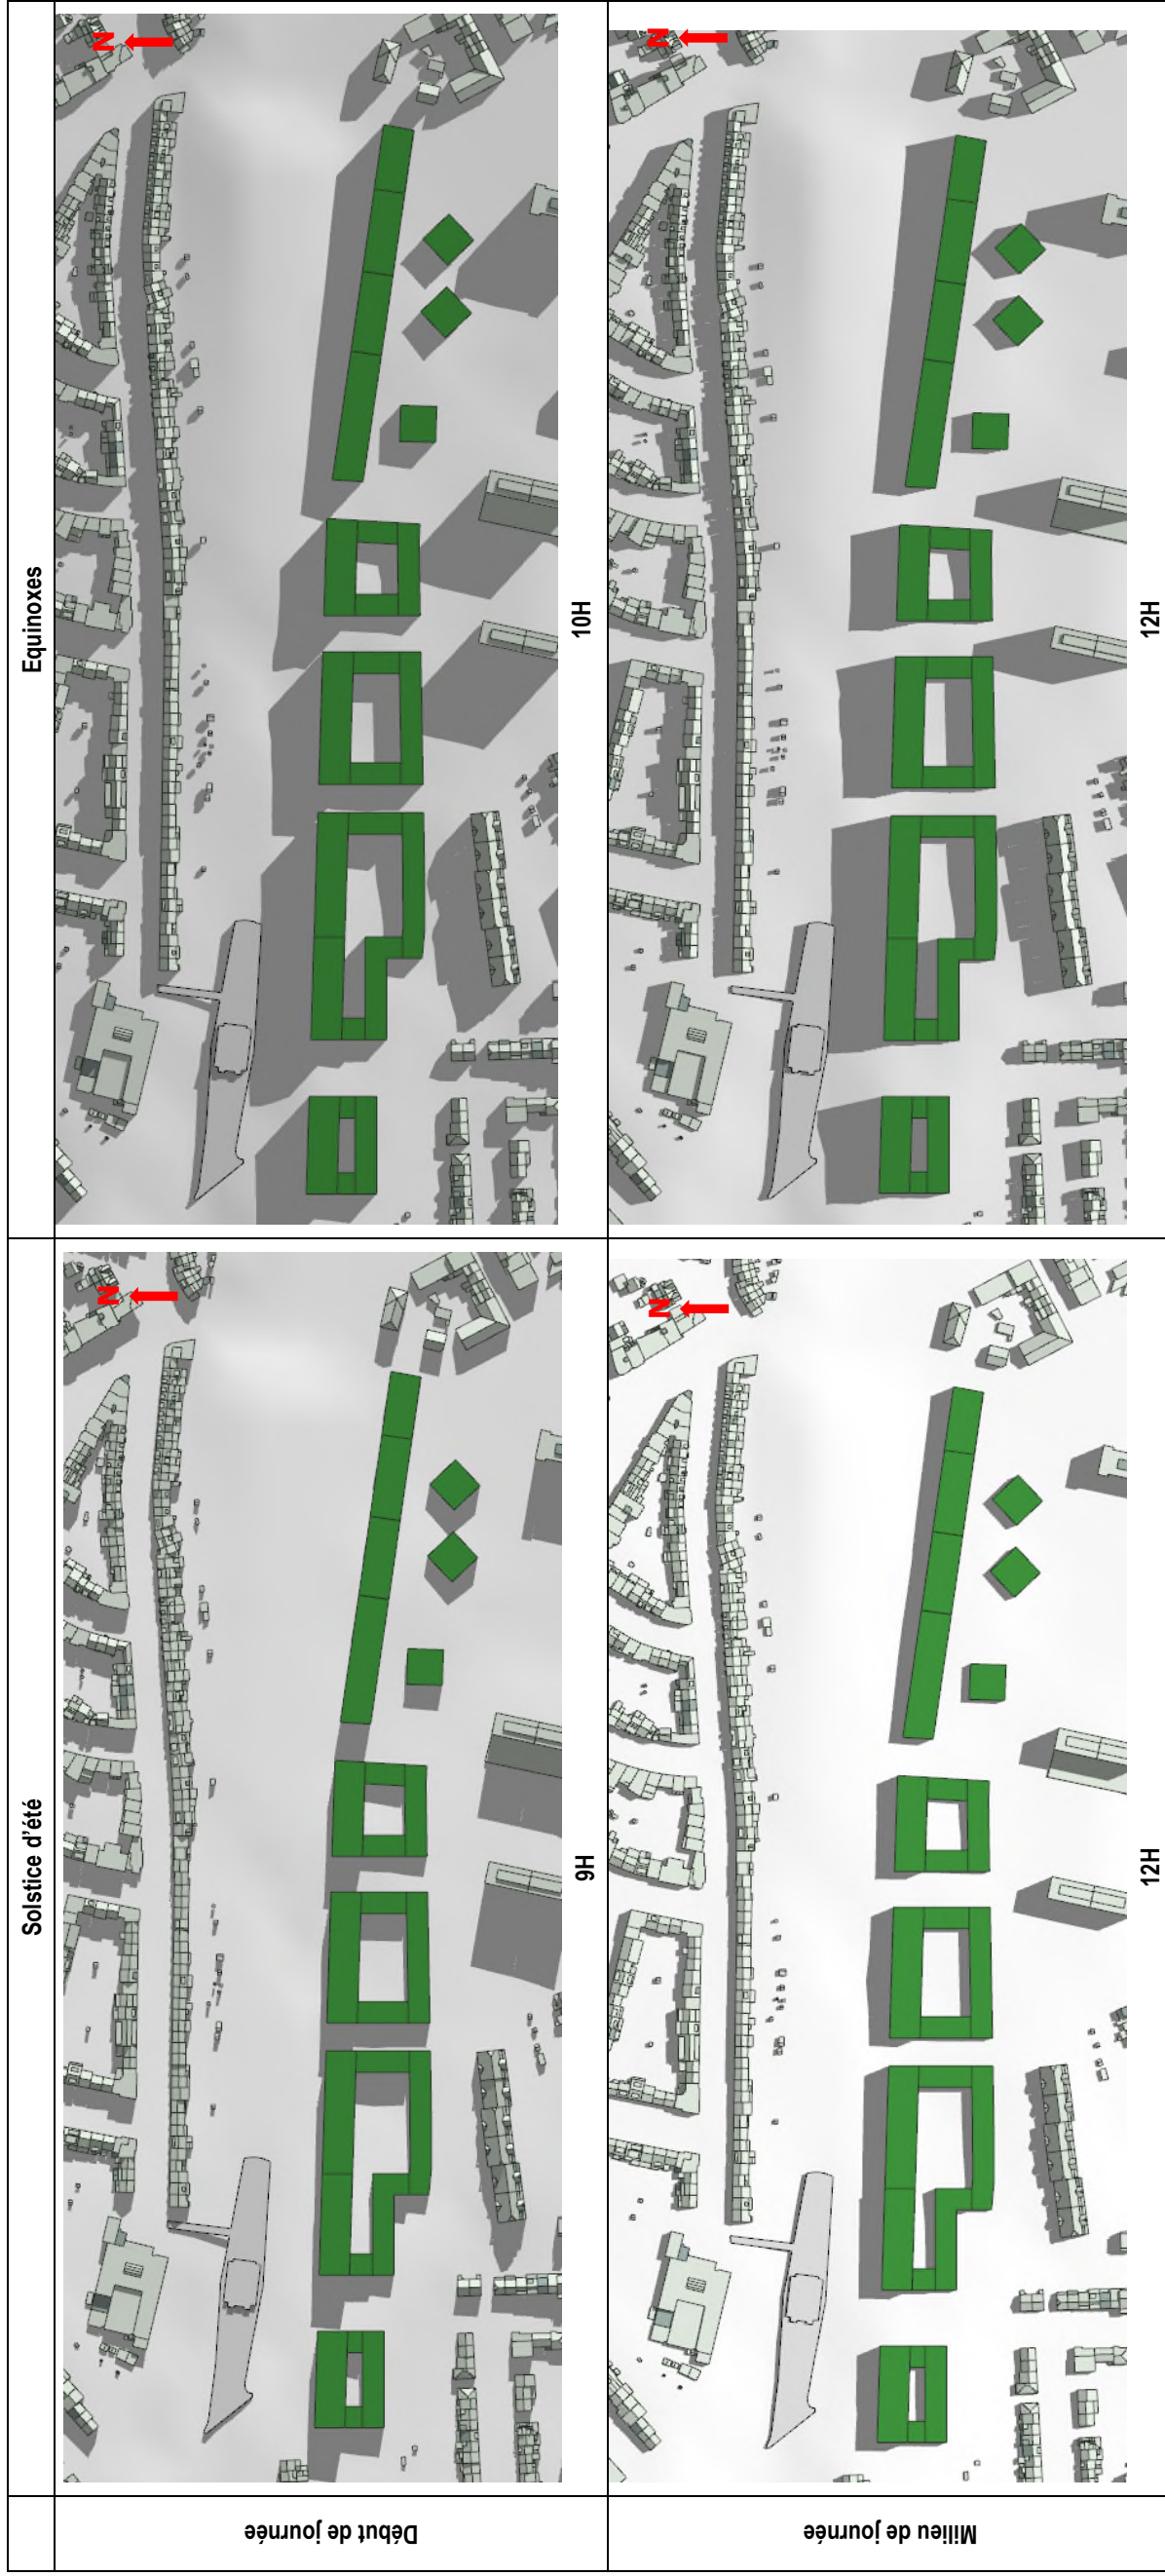 Solstice d'été
Equinoxes
Début de journée
N
N
9H
10H
Milieu de journée
N
N
12H
12H